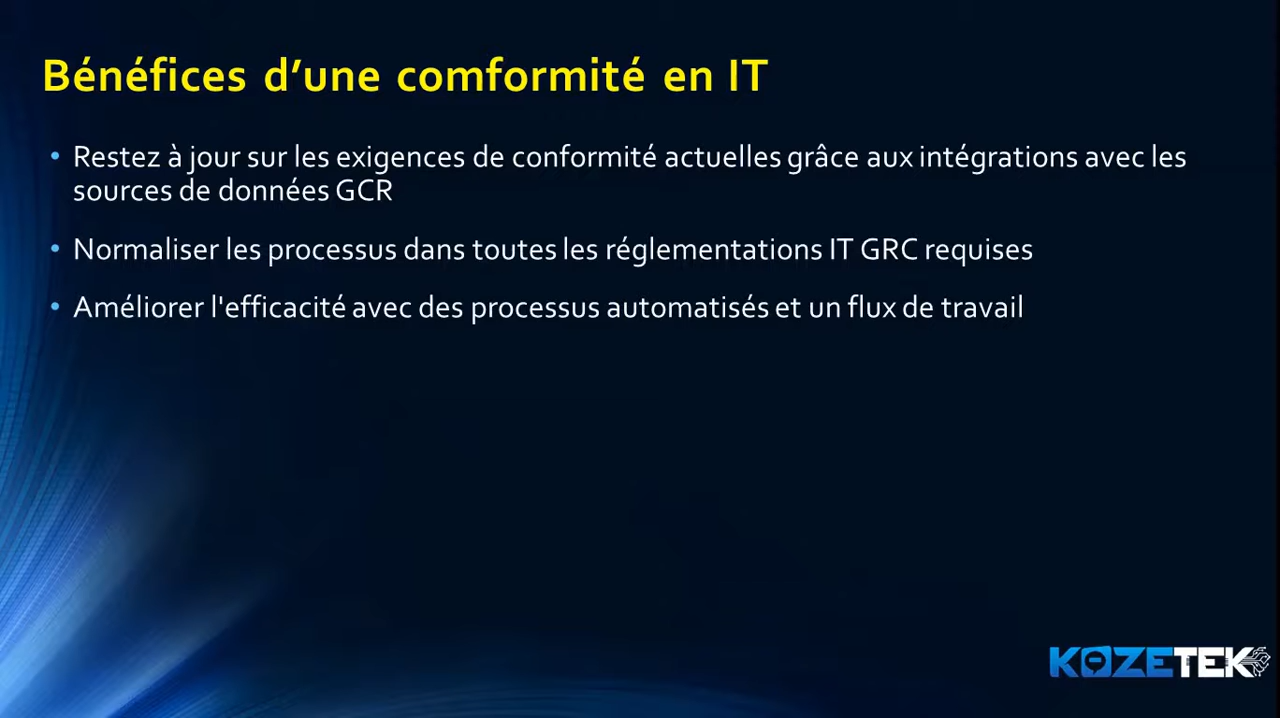 Bénéfices d’une comformité en IT
• Restez à jour sur les exigences de conformité actuelles grâce aux intégrations avec les
sources de données GCR
• Normaliser les processus dans toutes les réglementations IT GRC requises
• Améliorer l'efficacité avec des processus automatisés et un flux de travail
KOZETEK